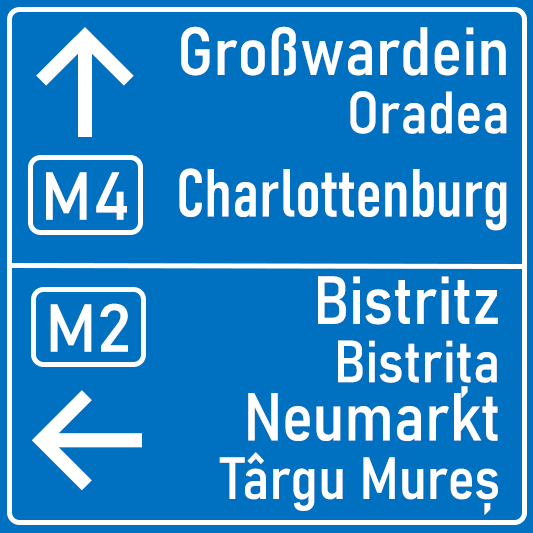 Großwardein
Oradea
M4 Charlottenburg
M2 Bistritz
Bistrița
Neumarkt
Târgu Mureș